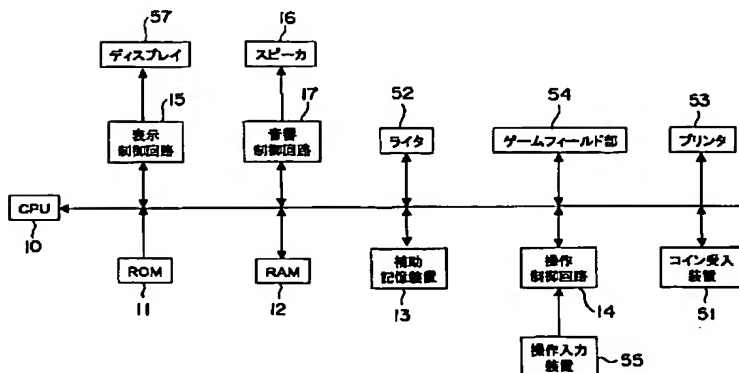 57
16
ディスプレイ
スピーカ
15
17
52
54
53
表示
制御回路
音響
制御回路
ライタ
ゲームフィールド部
プリンタ
CPU
10
ROM
RAM
補助
記憶装置
操作
制御回路
コイン受入
装置
11
12
13
14
51
操作入力
装置
55